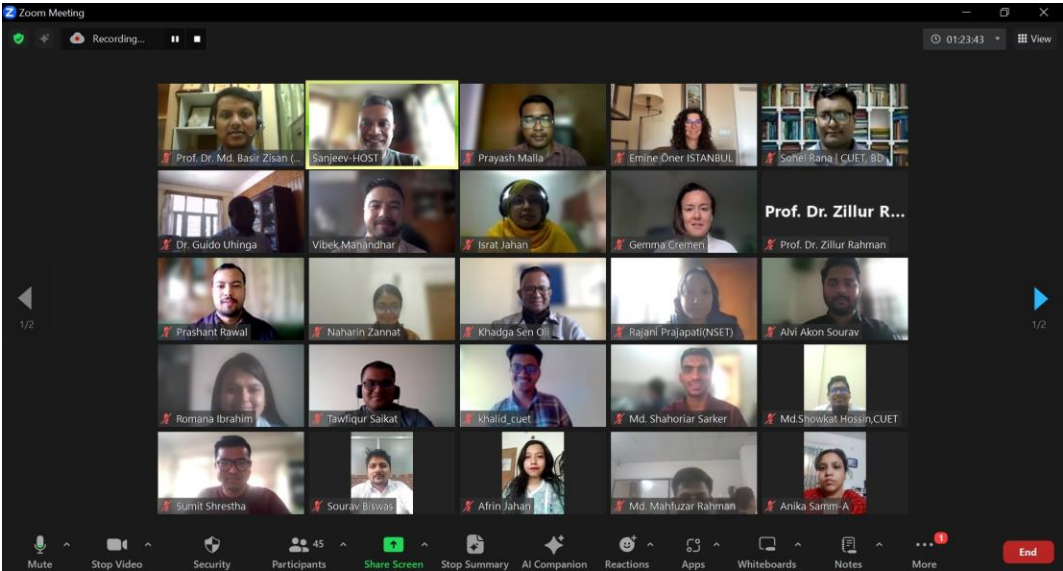 Zoom Meeting
Recording...
01:23:43
View
Prof. Dr. Md. Basir Zisan (...
Sanjeev-HOST
Prayash Malla
Emine Öner ISTANBUL
Sohel Rana | CUET, BD
Dr. Guido Uhinga
Vibek Manandhar
Israt Jahan
Gemma Cremen
Prof. Dr. Zillur R...
Prof. Dr. Zillur Rahman
1/2
1/2
Prashant Rawal
Naharin Zannat
Khadga Sen Oli
Rajani Prajapati(NSET)
Alvi Akon Sourav
Romana Ibrahim
Tawfiqur Saikat
khalid_cuet
Md. Shahoriar Sarker
Md.Showkat Hossin,CUET
Sumit Shrestha
Sourav Biswas
Afrin Jahan
Md. Mahfuzar Rahman
Anika Samm-A
45
1
Mute
Stop Video
Security
Participants
Share Screen
Stop Summary
AI Companion
Reactions
Apps
Whiteboards
Notes
More
End